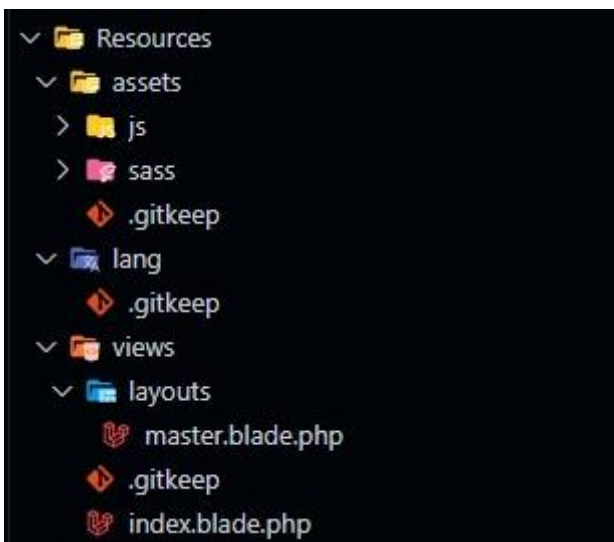 Resources
assets
js
sass
.gitkeep
lang
.gitkeep
views
layouts
master.blade.php
.gitkeep
index.blade.php